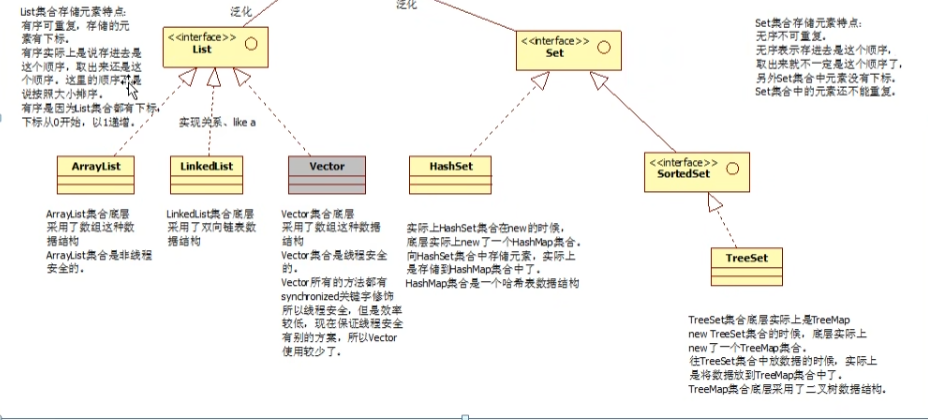 泛化
泛化
List集合存储元素特点:
有序可重复，存储的元
素有下标。
有序实际上是说存进去是
这个顺序，取出来还是这
个顺序。这里的顺序
说按照大小排序。
有序是因为List集合都有下标，
下标从0开始，以1递增。
<<interface>>
List
<<interface>>
Set
Set集合存储元素特点:
无序不可重复。
无序表示存进去是这个顺序，
取出来就不一定是这个顺序了，
另外Set集合中元素没有下标。
Set集合中的元素还不能重复。
实现关系、like a
ArrayList
LinkedList
Vector
HashSet
<<interface>>
SortedSet
ArrayList集合底层
采用了数组这种数
据结构
ArrayList集合是非线程
安全的。
LinkedList集合底层
采用了双向链表数
据结构
Vector集合底层
采用了数组这种数据
结构
Vector集合是线程安全
的。
Vector所有的方法都有
synchronized关键字修饰
所以线程安全，但是效率
较低，现在保证线程安全
有别的方案，所以Vector
使用较少了。
实际上HashSet集合在new的时候，
底层实际上new了一个HashMap集合。
向HashSet集合中存储元素，实际上
是存储到HashMap集合中了。
HashMap集合是一个哈希表数据结构
TreeSet
TreeSet集合底层实际上是TreeMap
new TreeSet集合的时候，底层实际上
new了一个TreeMap集合。
往TreeSet集合中放数据的时候，实际上
是将数据放到TreeMap集合中了。
TreeMap集合底层采用了二叉树数据结构。